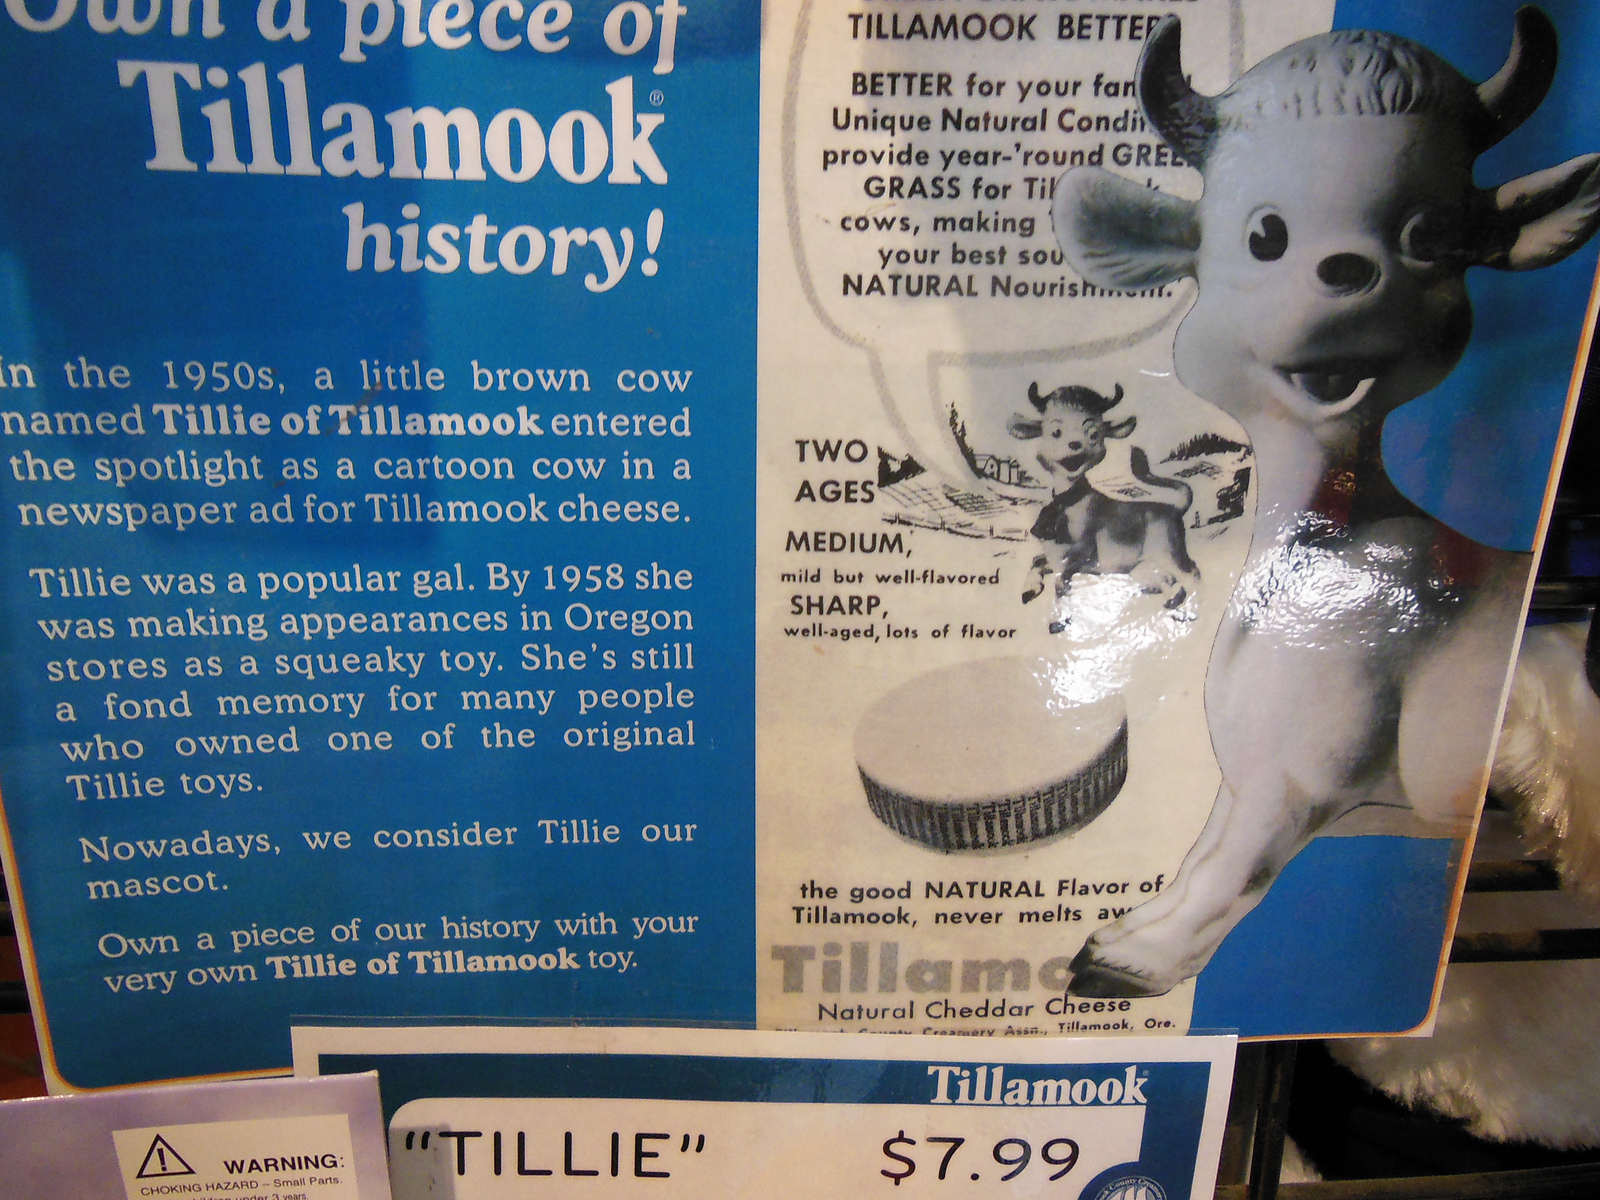 Own a piece of
Tillamook®
history!
In the 1950s, a little brown cow
named Tillie of Tillamook entered
the spotlight as a cartoon cow in a
newspaper ad for Tillamook cheese.
Tillie was a popular gal. By 1958 she
was making appearances in Oregon
stores as a squeaky toy. She's still
a fond memory for many people
who owned one of the original
Tillie toys.
Nowadays, we consider Tillie our
mascot.
Own a piece of our history with your
very own Tillie of Tillamook toy.
TILLAMOOK BETTER
BETTER for your
Unique Natural
provide year-'round
GRASS for
cows, making
your best
NATURAL
TWO
AGES
MEDIUM,
mild but well-flavored
SHARP,
well-aged, lots of flavor
the good NATURAL Flavor of
Tillamook, never melts
Natural Cheddar Cheese
County Creamery Assn., Tillamook, Ore.
Tillamook
"TILLIE" $7.99
WARNING:
CHOKING HAZARD – Small Parts.
under 3 years.